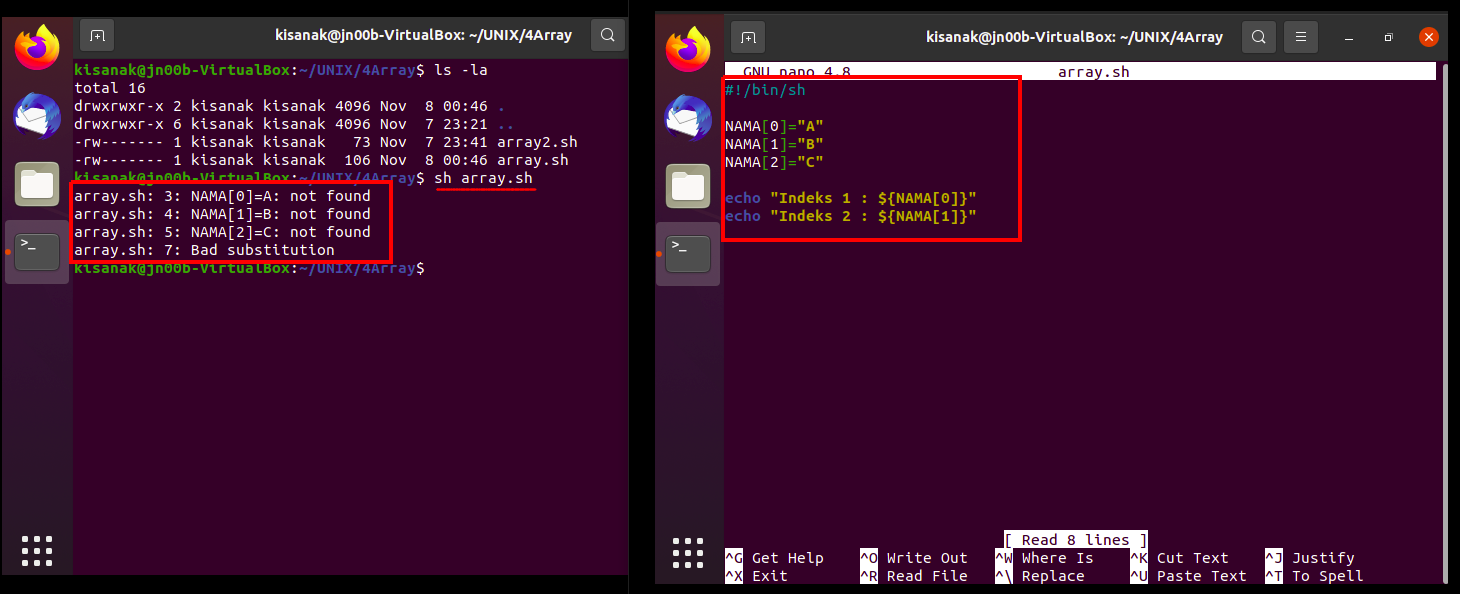 kisanak@jn00b-VirtualBox: ~/UNIX/4Array
kisanak@jn00b-VirtualBox:~/UNIX/4Array$ ls -la
total 16
drwxrwxr-x 2 kisanak kisanak 4096 Nov  8 00:46 .
drwxrwxr-x 6 kisanak kisanak 4096 Nov  7 23:21 ..
-rw------- 1 kisanak kisanak   73 Nov  7 23:41 array2.sh
-rw------- 1 kisanak kisanak  106 Nov  8 00:46 array.sh
kisanak@jn00b-VirtualBox:~/UNIX/4Array$ sh array.sh
array.sh: 3: NAMA[0]=A: not found
array.sh: 4: NAMA[1]=B: not found
array.sh: 5: NAMA[2]=C: not found
array.sh: 7: Bad substitution
kisanak@jn00b-VirtualBox:~/UNIX/4Array$
>_
kisanak@jn00b-VirtualBox: ~/UNIX/4Array
GNU nano 4.8 array.sh
#!/bin/sh
NAMA[0]="A"
NAMA[1]="B"
NAMA[2]="C"
echo "Indeks 1 : ${NAMA[0]}"
echo "Indeks 2 : ${NAMA[1]}"
>_
[ Read 8 lines ]
^G Get Help ^O Write Out ^W Where Is ^K Cut Text ^J Justify
^X Exit ^R Read File ^\ Replace ^U Paste Text ^T To Spell